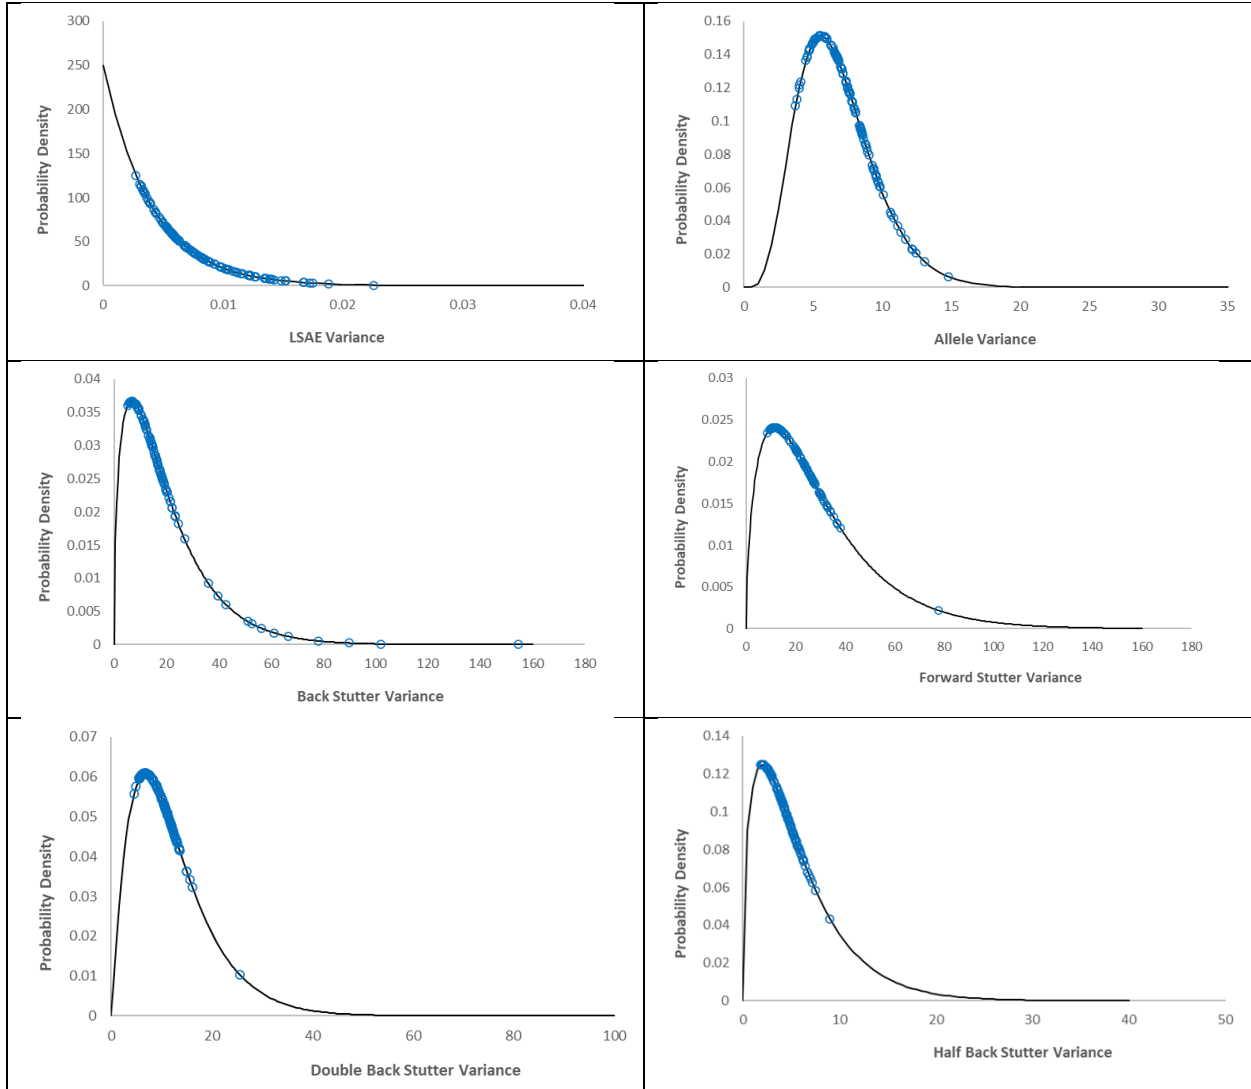 300
250
200
150
100
50
0
Probability Density
0 0.01 0.02 0.03 0.04
LSAE Variance
0.16
0.14
0.12
0.1
0.08
0.06
0.04
0.02
0
Probability Density
0 5 10 15 20 25 30 35
Allele Variance
0.04
0.035
0.03
0.025
0.02
0.015
0.01
0.005
0
Probability Density
0 20 40 60 80 100 120 140 160 180
Back Stutter Variance
0.03
0.025
0.02
0.015
0.01
0.005
0
Probability Density
0 20 40 60 80 100 120 140 160 180
Forward Stutter Variance
0.07
0.06
0.05
0.04
0.03
0.02
0.01
0
Probability Density
0 20 40 60 80 100
Double Back Stutter Variance
0.14
0.12
0.1
0.08
0.06
0.04
0.02
0
Probability Density
0 10 20 30 40 50
Half Back Stutter Variance